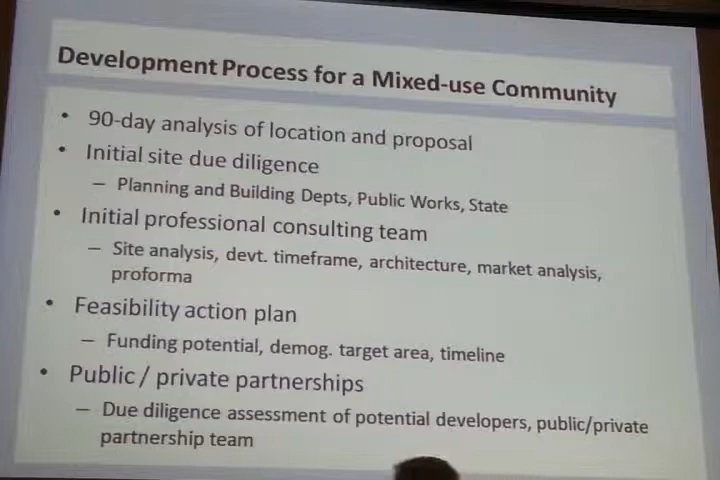 Development Process for a Mixed-use Community
• 90-day analysis of location and proposal
• Initial site due diligence
– Planning and Building Depts, Public Works, State
• Initial professional consulting team
– Site analysis, devt. timeframe, architecture, market analysis,
proforma
• Feasibility action plan
– Funding potential, demog. target area, timeline
• Public / private partnerships
– Due diligence assessment of potential developers, public/private
partnership team